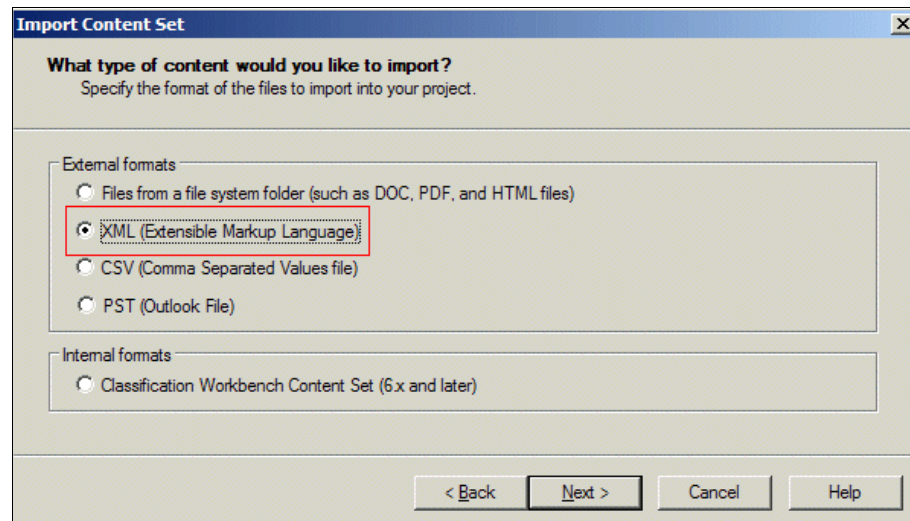 Import Content Set
What type of content would you like to import?
Specify the format of the files to import into your project.
External formats
Files from a file system folder (such as DOC, PDF, and HTML files)
XML (Extensible Markup Language)
CSV (Comma Separated Values file)
PST (Outlook File)
Internal formats
Classification Workbench Content Set (6.x and later)
< Back Next > Cancel Help